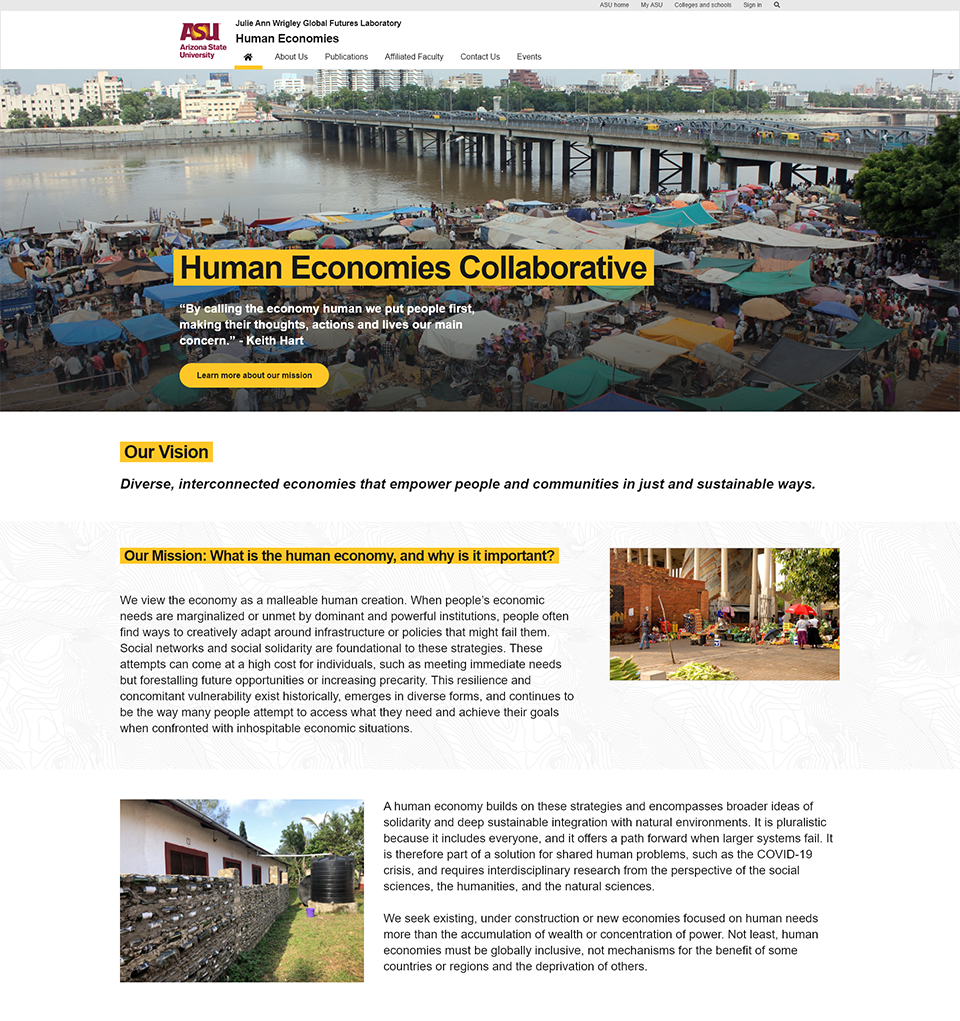 ASU home My ASU Colleges and schools Sign in
Julie Ann Wrigley Global Futures Laboratory
ASU
Arizona State
University
Human Economies
About Us Publications Affiliated Faculty Contact Us Events
Human Economies Collaborative
“By calling the economy human we put people first,
making their thoughts, actions and lives our main
concern.” - Keith Hart
Learn more about our mission
Our Vision
Diverse, interconnected economies that empower people and communities in just and sustainable ways.
Our Mission: What is the human economy, and why is it important?
We view the economy as a malleable human creation. When people’s economic
needs are marginalized or unmet by dominant and powerful institutions, people often
find ways to creatively adapt around infrastructure or policies that might fail them.
Social networks and social solidarity are foundational to these strategies. These
attempts can come at a high cost for individuals, such as meeting immediate needs
but forestalling future opportunities or increasing precarity. This resilience and
concomitant vulnerability exist historically, emerges in diverse forms, and continues to
be the way many people attempt to access what they need and achieve their goals
when confronted with inhospitable economic situations.
A human economy builds on these strategies and encompasses broader ideas of
solidarity and deep sustainable integration with natural environments. It is pluralistic
because it includes everyone, and it offers a path forward when larger systems fail. It
is therefore part of a solution for shared human problems, such as the COVID-19
crisis, and requires interdisciplinary research from the perspective of the social
sciences, the humanities, and the natural sciences.
We seek existing, under construction or new economies focused on human needs
more than the accumulation of wealth or concentration of power. Not least, human
economies must be globally inclusive, not mechanisms for the benefit of some
countries or regions and the deprivation of others.